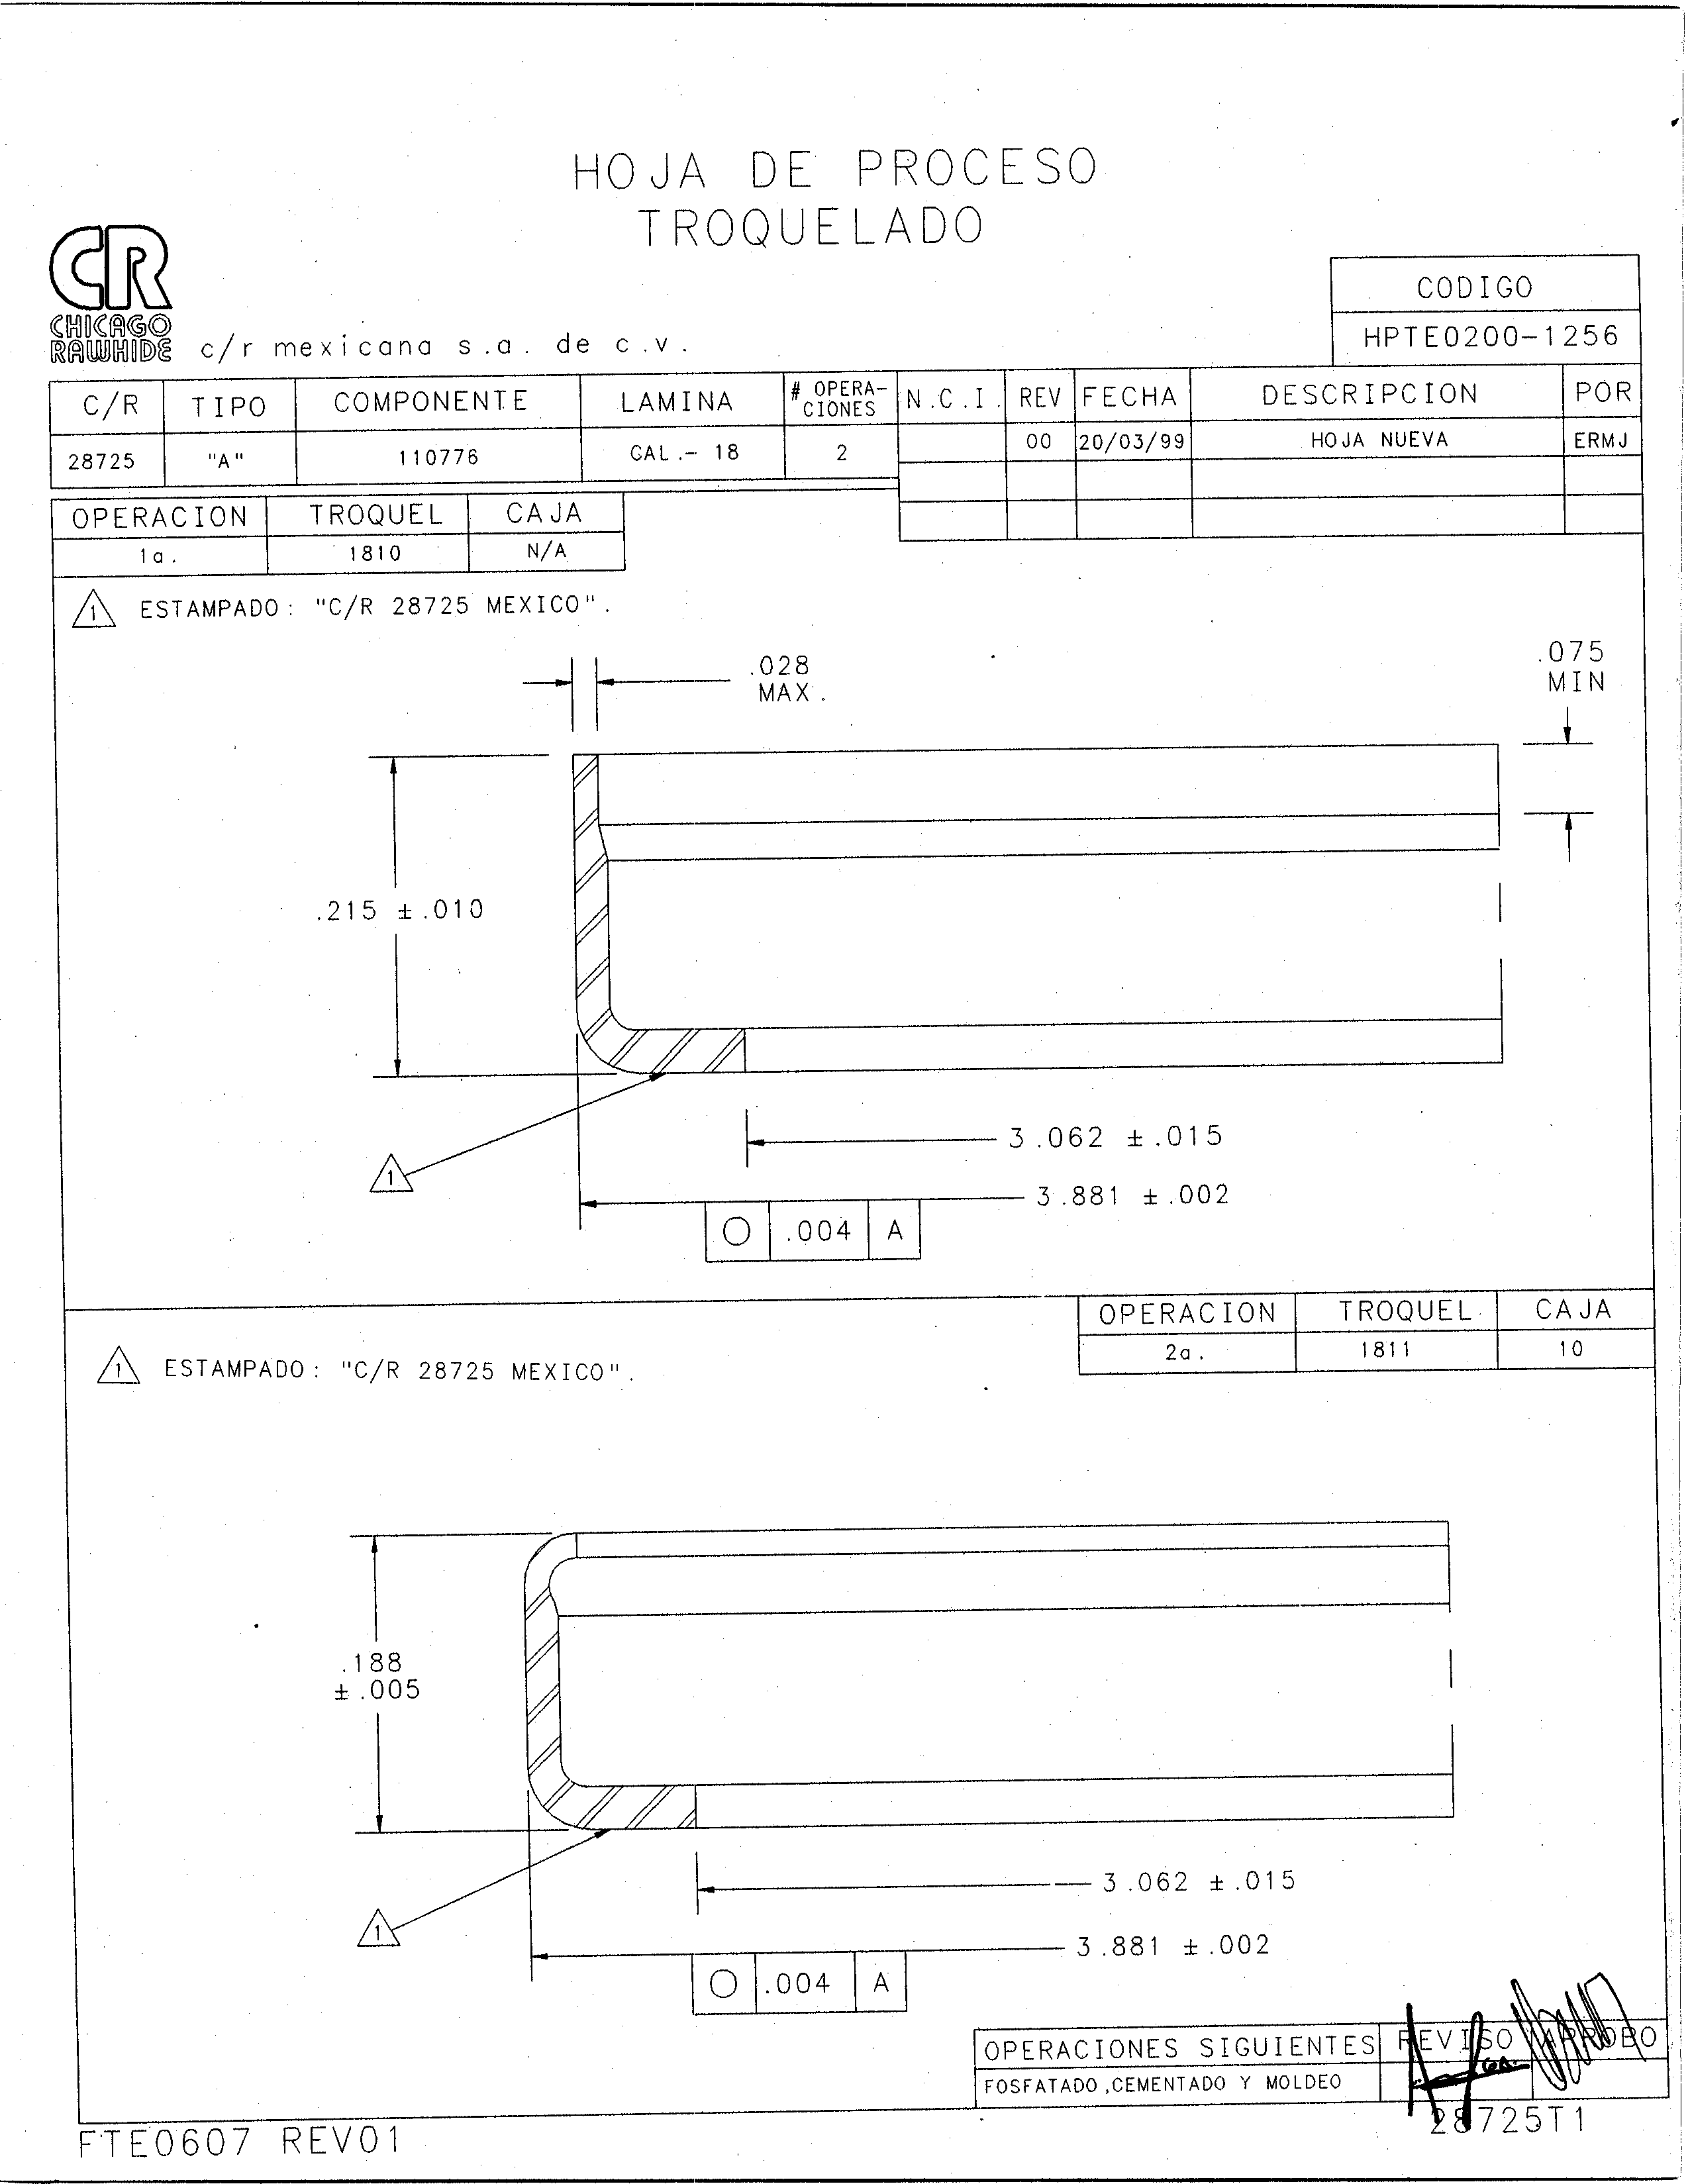 HOJA DE PROCESO
TROQUELADO
CR
CHICAGO
RAWHIDE
c/r mexicana s.a. de c.v.
CODIGO
HPTE0200-1256
C/R TIPO COMPONENTE LAMINA # OPERA-CIONES N.C.I. REV FECHA DESCRIPCION POR
28725 "A" 110776 CAL.- 18 2 00 20/03/99 HOJA NUEVA ERMJ
OPERACION TROQUEL CAJA
1a. 1810 N/A
1 ESTAMPADO: "C/R 28725 MEXICO".
.028
MAX.
.075
MIN
.215 ±.010
3.062 ±.015
1
3.881 ±.002
.004 A
OPERACION TROQUEL CAJA
2a. 1811 10
1 ESTAMPADO: "C/R 28725 MEXICO".
.188
±.005
3.062 ±.015
1
3.881 ±.002
.004 A
OPERACIONES SIGUIENTES REVISO APROBO
FOSFATADO,CEMENTADO Y MOLDEO
28725T1
FTE0607 REV01